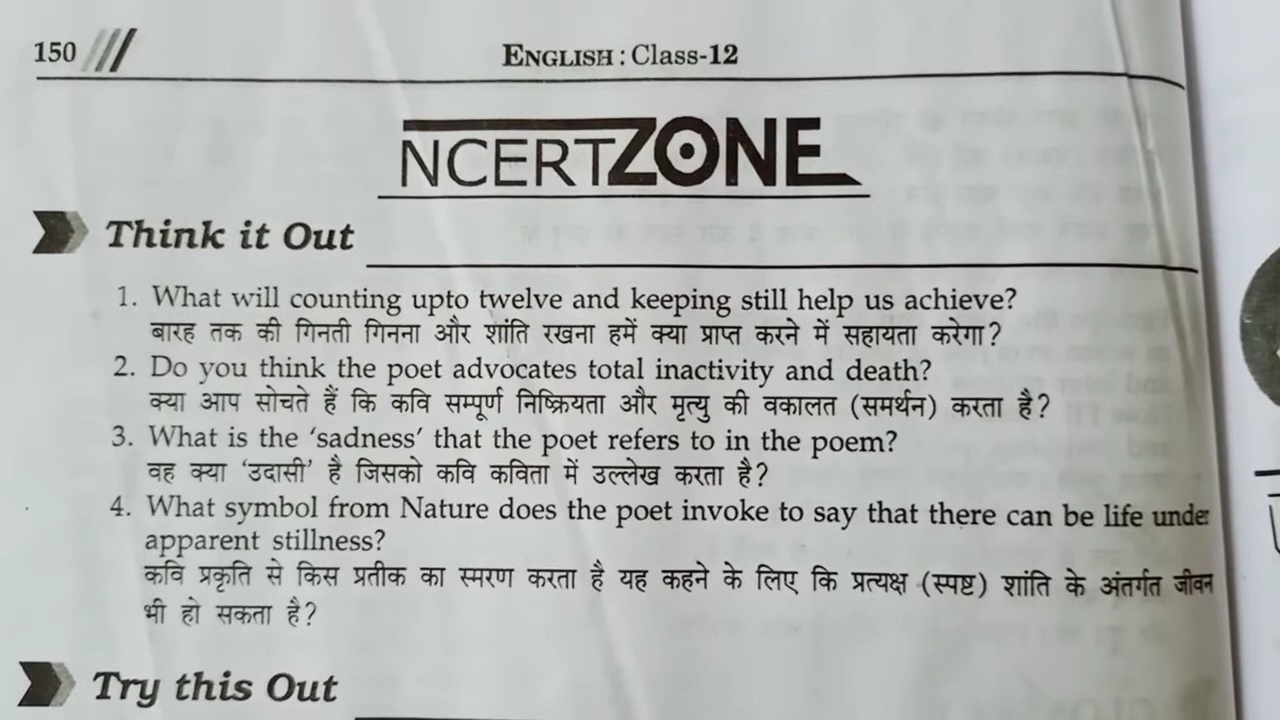 150
ENGLISH : Class-12
NCERTZONE
Think it Out
1. What will counting upto twelve and keeping still help us achieve?
बारह तक की गिनती गिनना और शांति रखना हमें क्या प्राप्त करने में सहायता करेगा?
2. Do you think the poet advocates total inactivity and death?
क्या आप सोचते हैं कि कवि सम्पूर्ण निष्क्रियता और मृत्यु की वकालत (समर्थन) करता है?
3. What is the ‘sadness’ that the poet refers to in the poem?
वह क्या ‘उदासी’ है जिसको कवि कविता में उल्लेख करता है?
4. What symbol from Nature does the poet invoke to say that there can be life under
apparent stillness?
कवि प्रकृति से किस प्रतीक का स्मरण करता है यह कहने के लिए कि प्रत्यक्ष (स्पष्ट) शांति के अंतर्गत जीवन
भी हो सकता है?
Try this Out